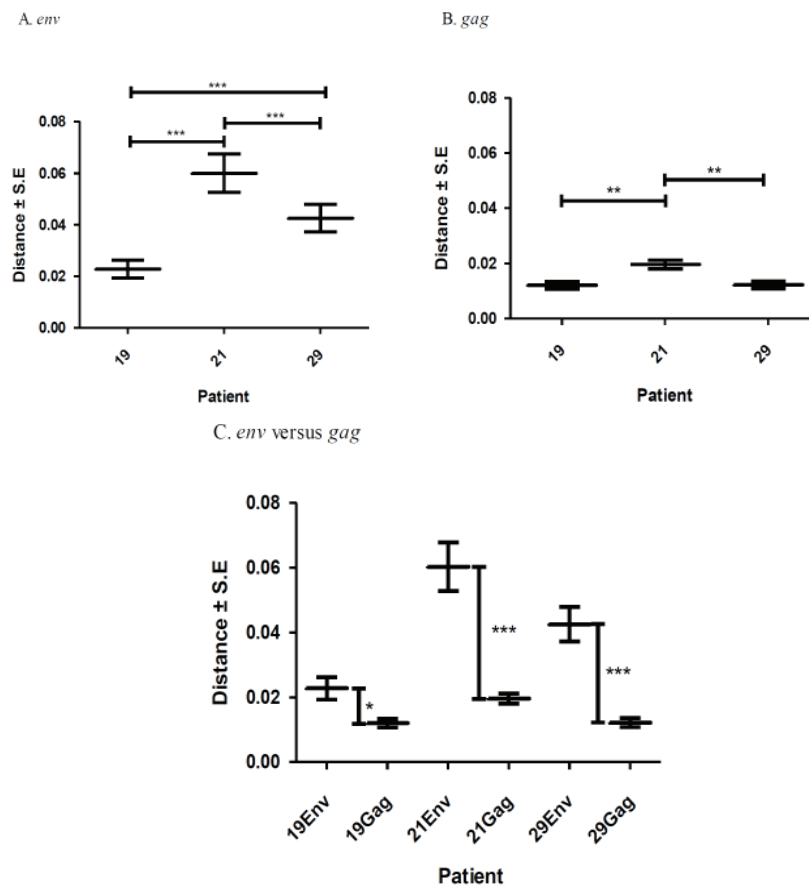 A. env
***
***
***
0.08
0.06
0.04
0.02
0.00
Distance ± S.E
19
21
29
Patient
B. gag
**
**
0.08
0.06
0.04
0.02
0.00
Distance ± S.E
19
21
29
Patient
C. env versus gag
0.08
0.06
0.04
0.02
0.00
Distance ± S.E
*
***
***
19Env
19Gag
21Env
21Gag
29Env
29Gag
Patient